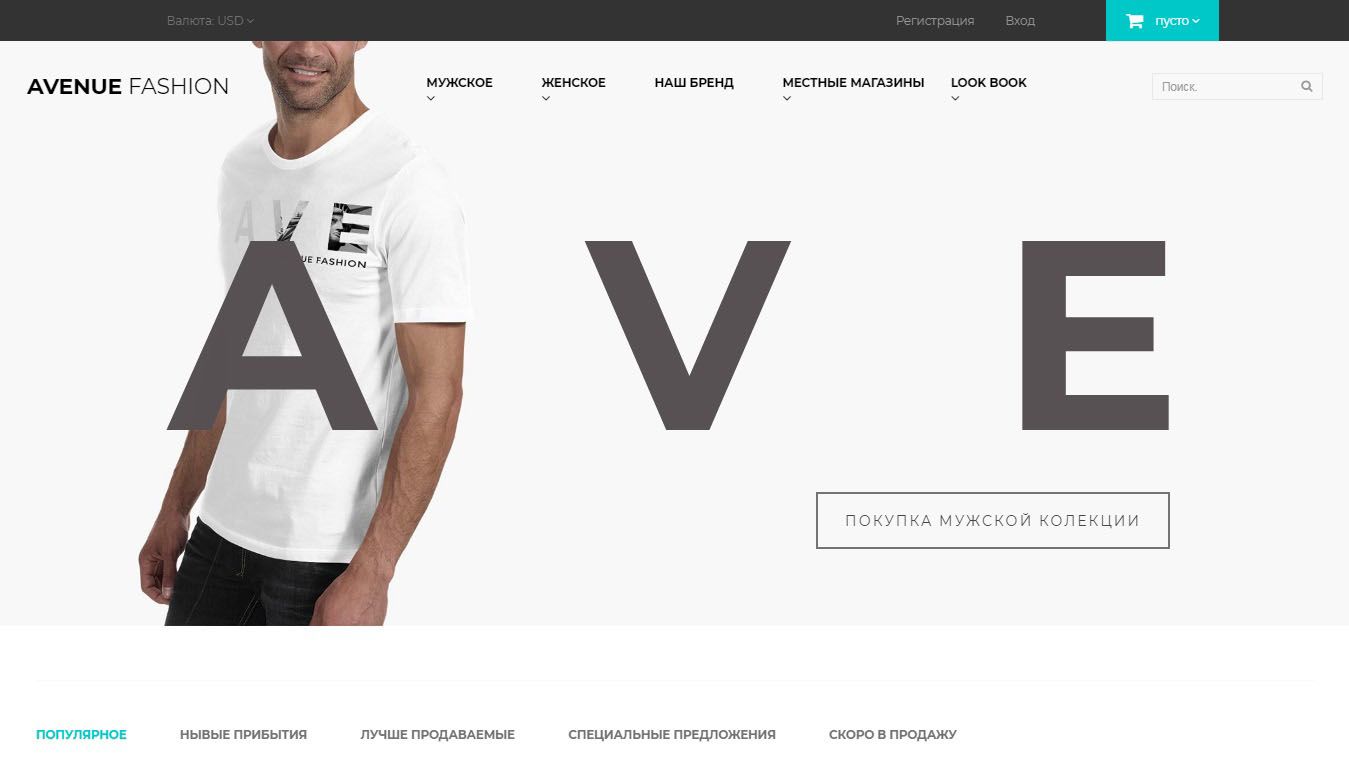 Валюта: USD
Регистрация
Вход
пусто
AVENUE FASHION
МУЖСКОЕ
ЖЕНСКОЕ
НАШ БРЕНД
МЕСТНЫЕ МАГАЗИНЫ
LOOK BOOK
Поиск.
AVE
UE FASHION
A V E
ПОКУПКА МУЖСКОЙ КОЛЕКЦИИ
ПОПУЛЯРНОЕ
НЫВЫЕ ПРИБЫТИЯ
ЛУЧШЕ ПРОДАВАЕМЫЕ
СПЕЦИАЛЬНЫЕ ПРЕДЛОЖЕНИЯ
СКОРО В ПРОДАЖУ